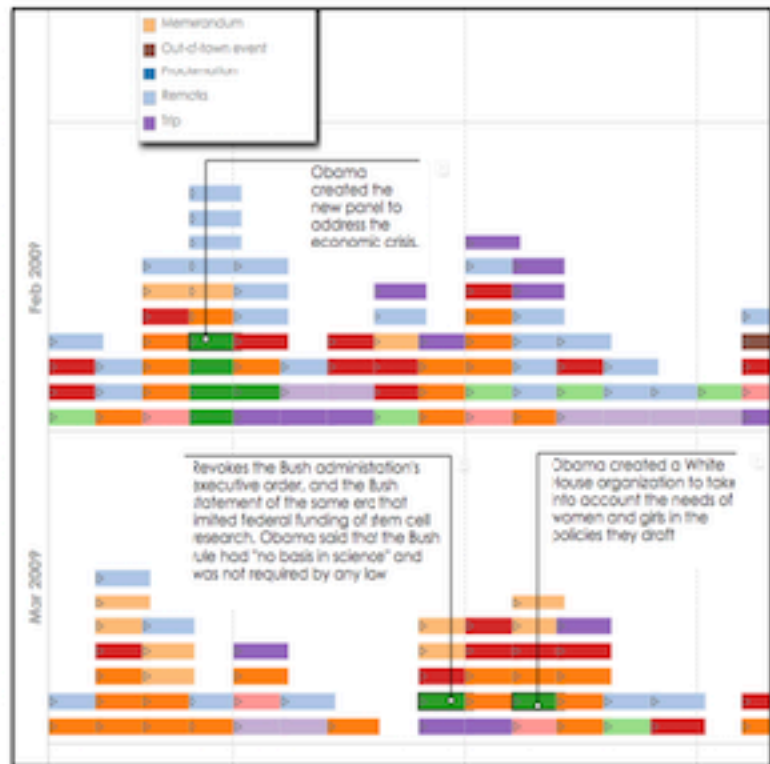 Memorandum
Out-of-town event
Proclamation
Remarks
Trip
Obama
created the
new panel to
address the
economic crisis.
Feb 2009
Revokes the Bush administration's
executive order, and the Bush
statement of the same era that
limited federal funding of stem cell
research. Obama said that the Bush
rule had "no basis in science" and
was not required by any law
Obama created a White
House organization to take
into account the needs of
women and girls in the
policies they draft
Mar 2009